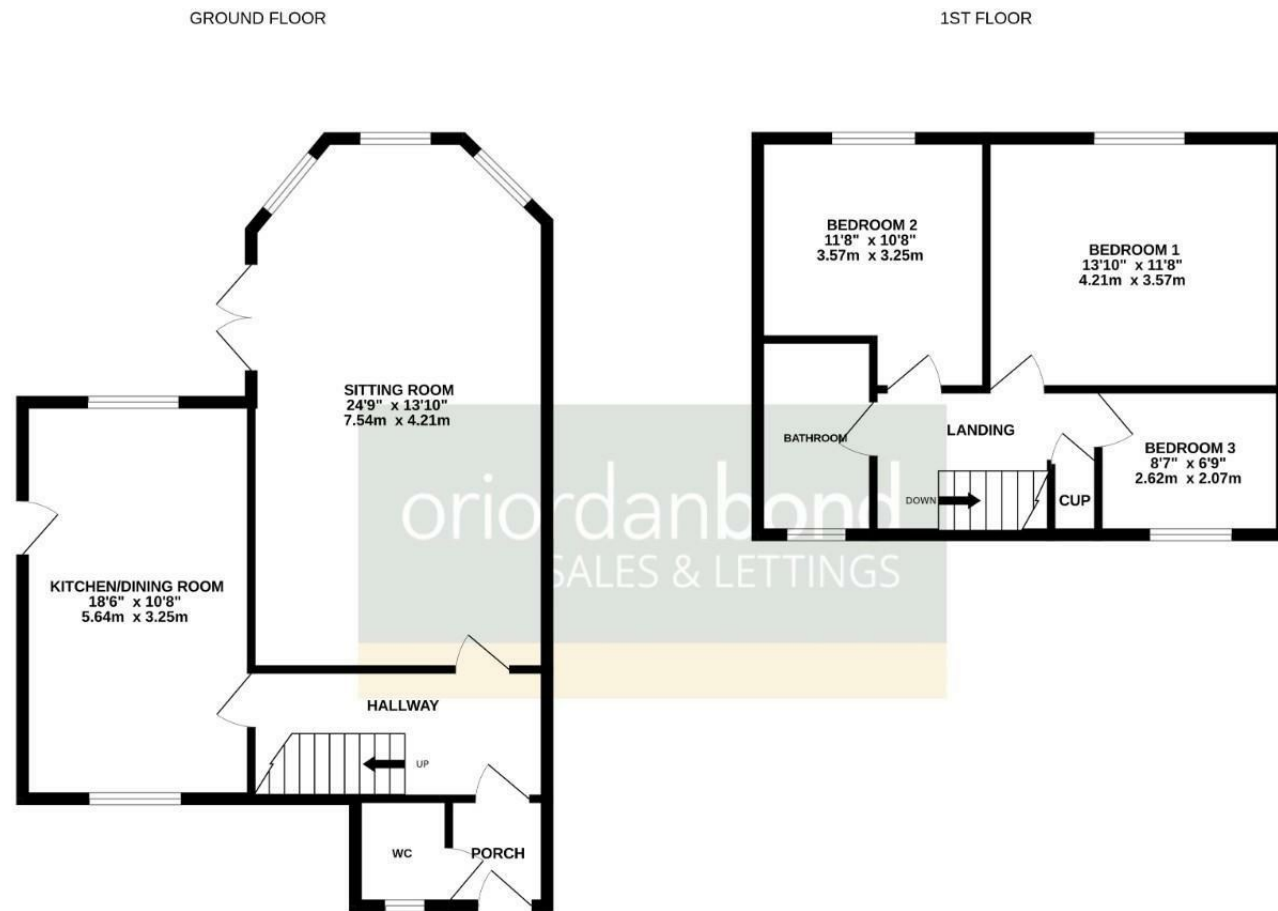 GROUND FLOOR
1ST FLOOR
SITTING ROOM
24'9" x 13'10"
7.54m x 4.21m
KITCHEN/DINING ROOM
18'6" x 10'8"
5.64m x 3.25m
HALLWAY
UP
WC
PORCH
BEDROOM 2
11'8" x 10'8"
3.57m x 3.25m
BEDROOM 1
13'10" x 11'8"
4.21m x 3.57m
BATHROOM
LANDING
BEDROOM 3
8'7" x 6'9"
2.62m x 2.07m
DOWN
CUP
oriordanbond
SALES & LETTINGS